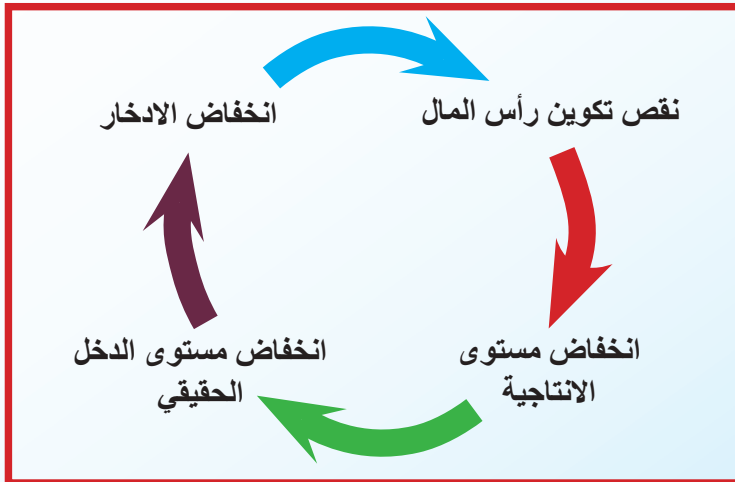 نقص تكوين رأس المال
انخفاض الادخار
انخفاض مستوى
الانتاجية
انخفاض مستوى الدخل
الحقيقي